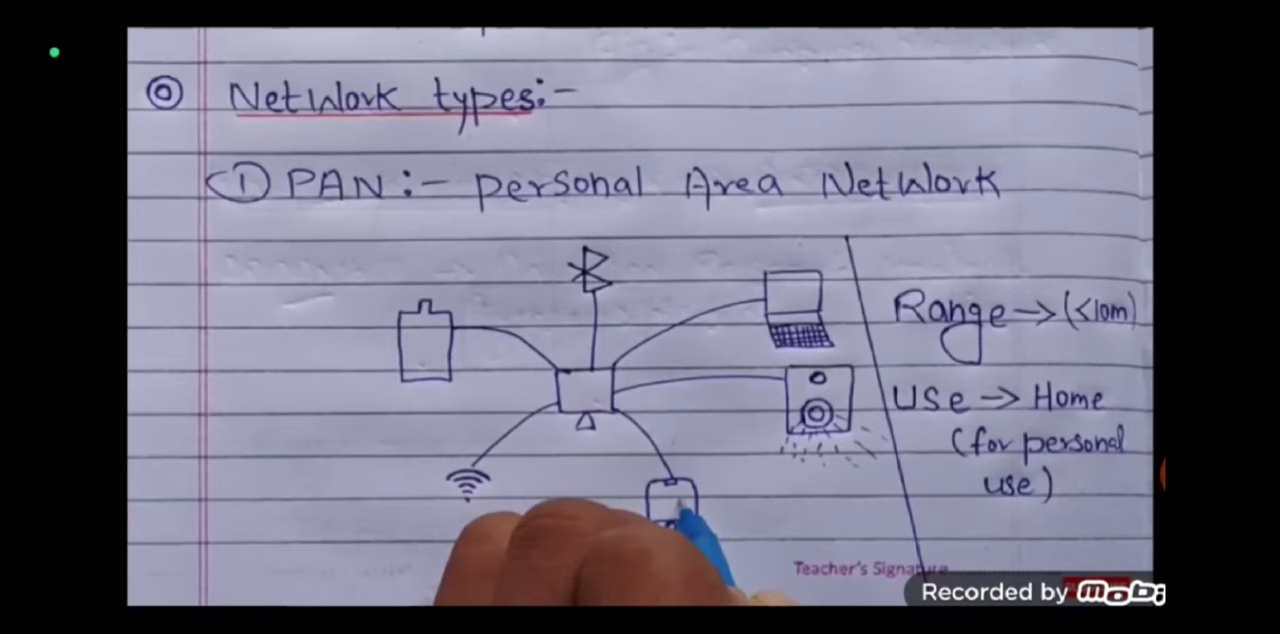 Network types:-
① PAN:- Personal Area Network
Range -> (<10m)
Use -> Home
(for personal
use)
Teacher's Signature
Recorded by mobi